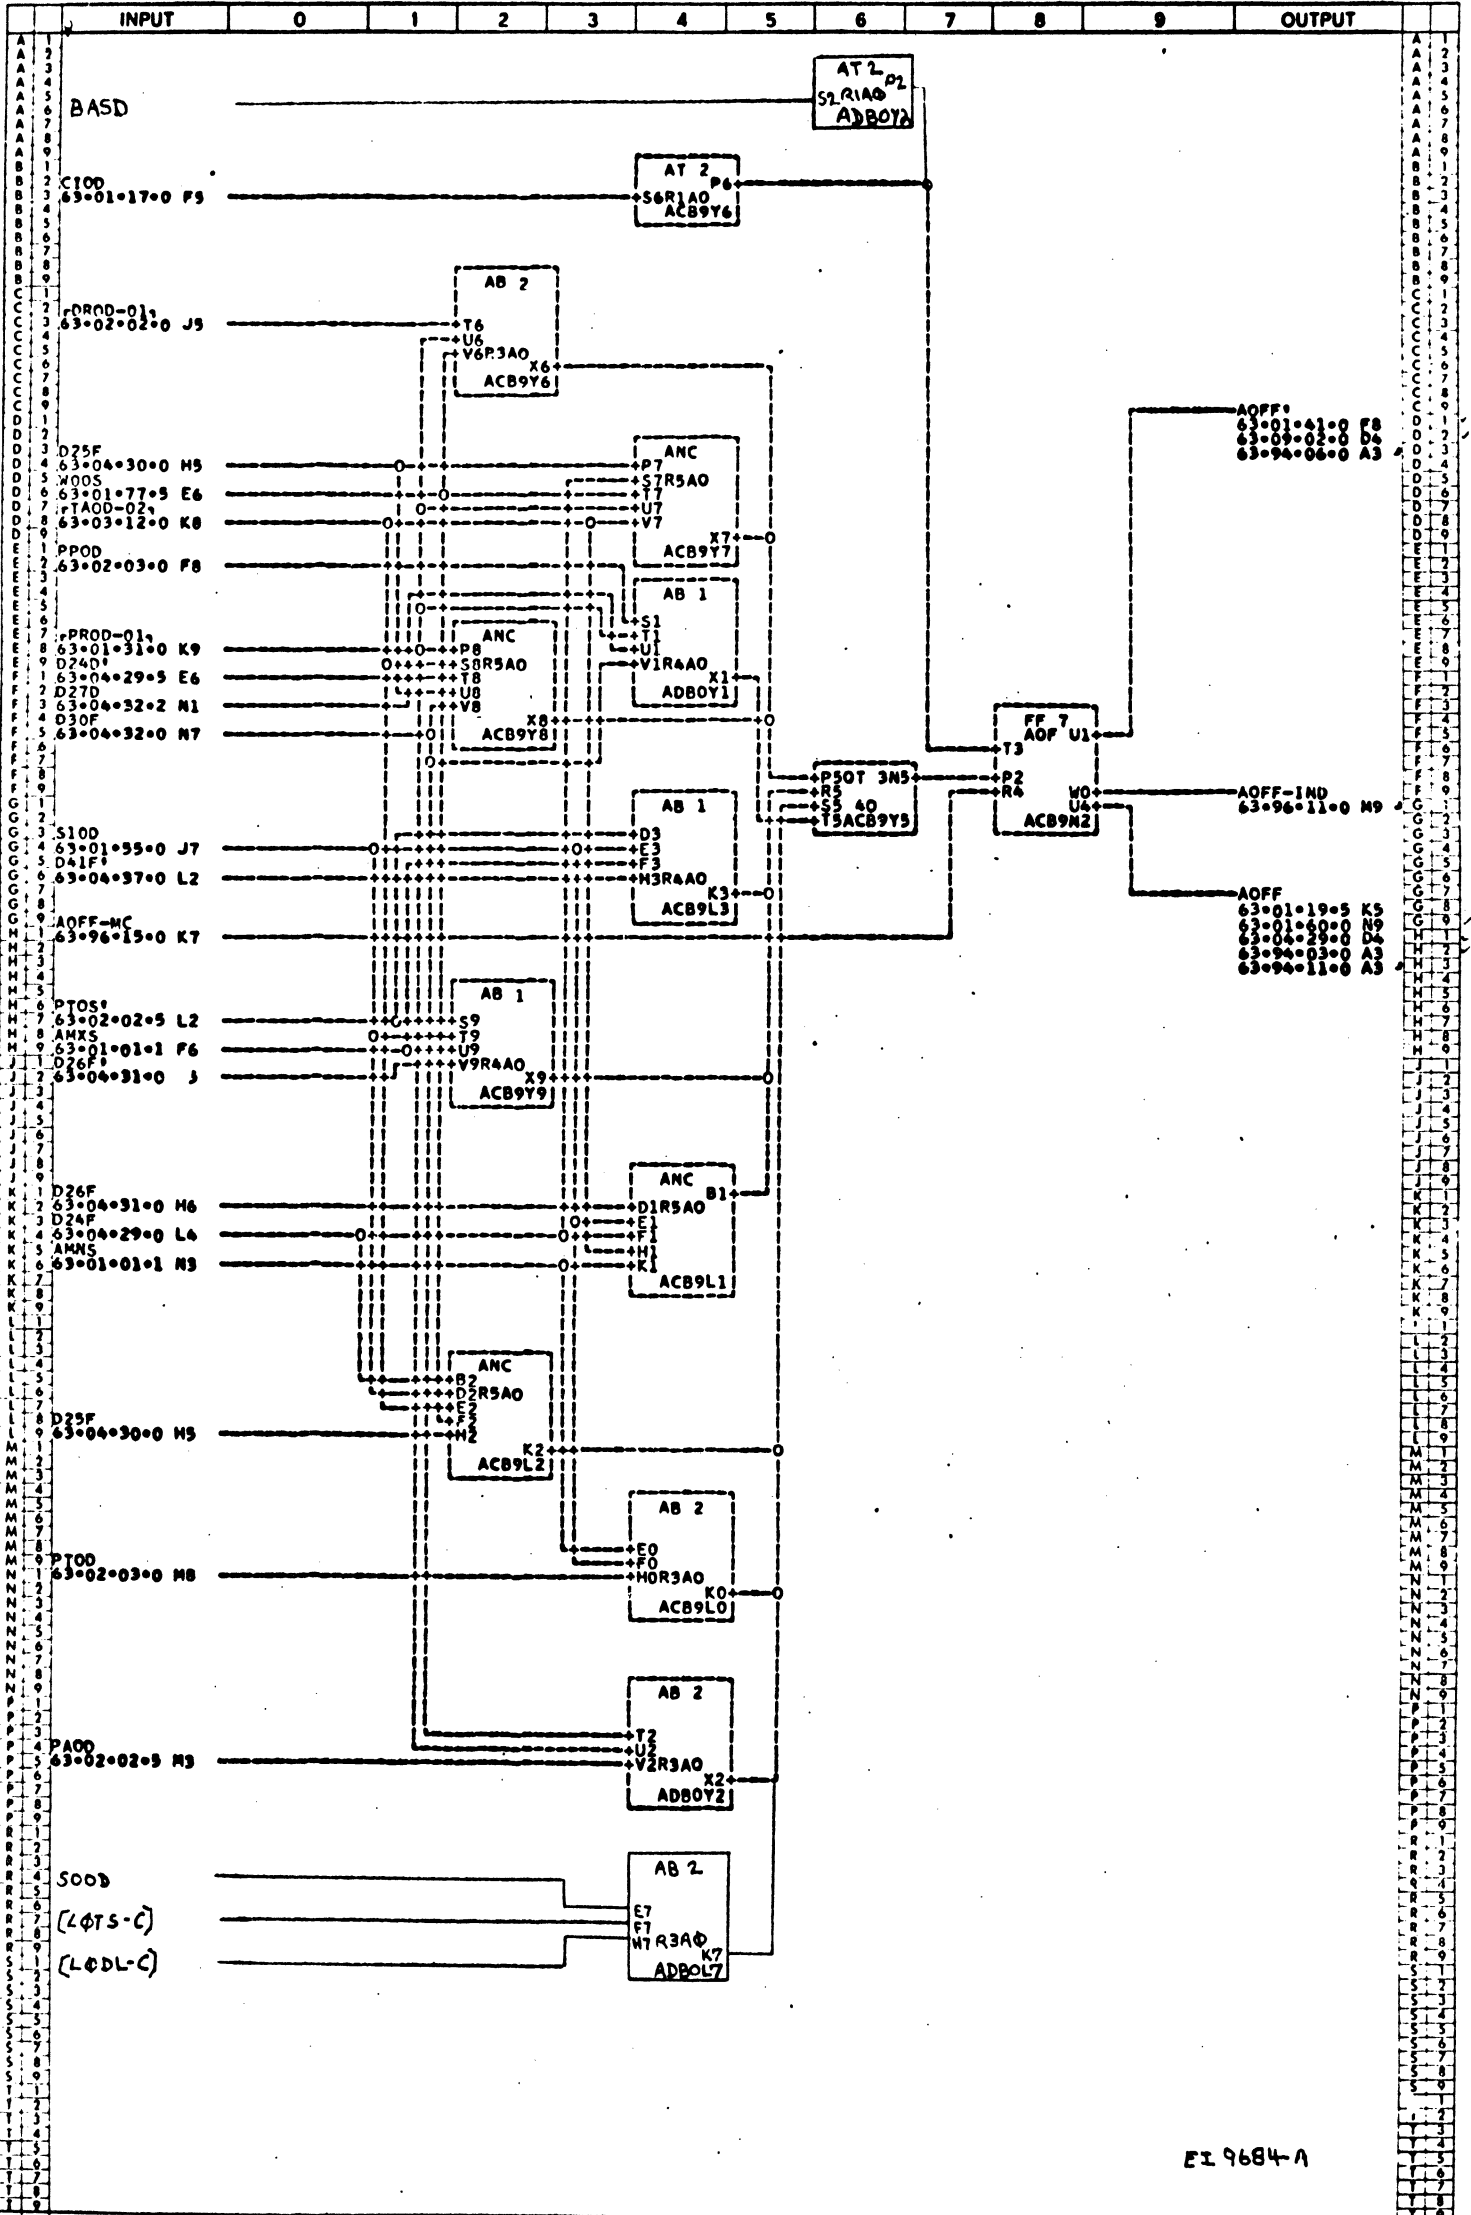 INPUT 0 1 2 3 4 5 6 7 8 9 OUTPUT
BASD
AT 2 P2
S2 R1A0
ADB0Y2
CIOD
63•01•17•0 F5
AT 2
P6
S6R1A0
ACB9Y6
rDROD-01,
63•02•02•0 J5
AB 2
T6
U6
V6R3A0
X6
ACB9Y6
AOFF'
63•01•41•0 F8
63•09•02•0 D4
63•94•06•0 A3
D25F
63•04•30•0 H5
W00S
63•01•77•5 E6
rTAOD-02,
63•03•12•0 K8
ANC
P7
S7R5A0
T7
U7
V7
X7
ACB9Y7
PPOD
63•02•03•0 F8
AB 1
S1
T1
U1
V1R4A0
X1
ADB0Y1
rPROD-01,
63•01•31•0 K9
D24D'
63•04•29•5 E6
D27D
63•04•32•2 N1
D30F
63•04•32•0 N7
ANC
P8
S8R5A0
T8
U8
V8
X8
ACB9Y8
FF 7
AOF U1
T3
P2
R4
W0
U4
ACB9N2
P5OT 3N5
R5
S5 40
T5ACB9Y5
AOFF-IND
63•96•11•0 M9
S10D
63•01•55•0 J7
D41F'
63•04•37•0 L2
AB 1
D3
E3
F3
H3R4A0
K3
ACB9L3
AOFF
63•01•19•5 K5
63•01•60•0 N9
63•04•29•0 D4
63•94•03•0 A3
63•94•11•0 A3
AOFF-MC
63•96•15•0 K7
PTOS'
63•02•02•5 L2
AMXS
63•01•01•1 F6
D26F'
63•04•31•0 J
AB 1
S9
T9
U9
V9R4A0
X9
ACB9Y9
D26F
63•04•31•0 H6
D24F
63•04•29•0 L4
AMNS
63•01•01•1 N3
ANC
B1
D1R5A0
E1
F1
H1
K1
ACB9L1
D25F
63•04•30•0 H5
ANC
B2
D2R5A0
E2
F2
H2
K2
ACB9L2
PTOD
63•02•03•0 M8
AB 2
E0
F0
H0R3A0
K0
ACB9L0
PAOD
63•02•02•5 M3
AB 2
T2
U2
V2R3A0
X2
ADB0Y2
SOOD
[LØTS-C]
[LØDL-C]
AB 2
E7
F7
H7 R3AØ
K7
ADB0L7
EI 9684-A